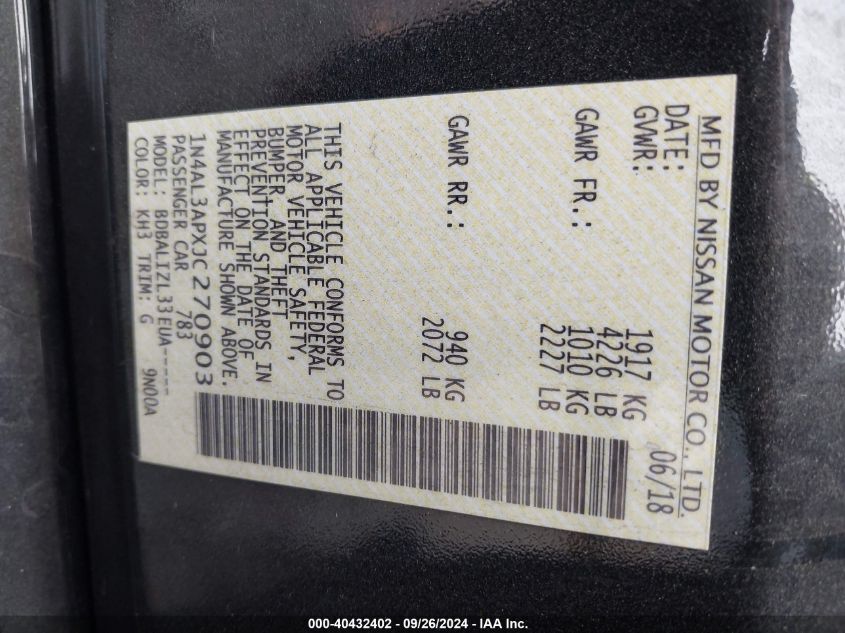 MFD BY NISSAN MOTOR CO., LTD.
DATE: 06/18
GVWR: 1917 KG
4226 LB
GAWR FR.: 1010 KG
2227 LB
GAWR RR.: 940 KG
2072 LB
THIS VEHICLE CONFORMS TO
ALL APPLICABLE FEDERAL
MOTOR VEHICLE SAFETY,
BUMPER, AND THEFT
PREVENTION STANDARDS IN
EFFECT ON THE DATE OF
MANUFACTURE SHOWN ABOVE.
1N4AL3APXJC270903
PASSENGER CAR 783
MODEL: BDBALIZL33EUA-----
COLOR: KH3 TRIM: G 9N00A
000-40432402 - 09/26/2024 - IAA Inc.